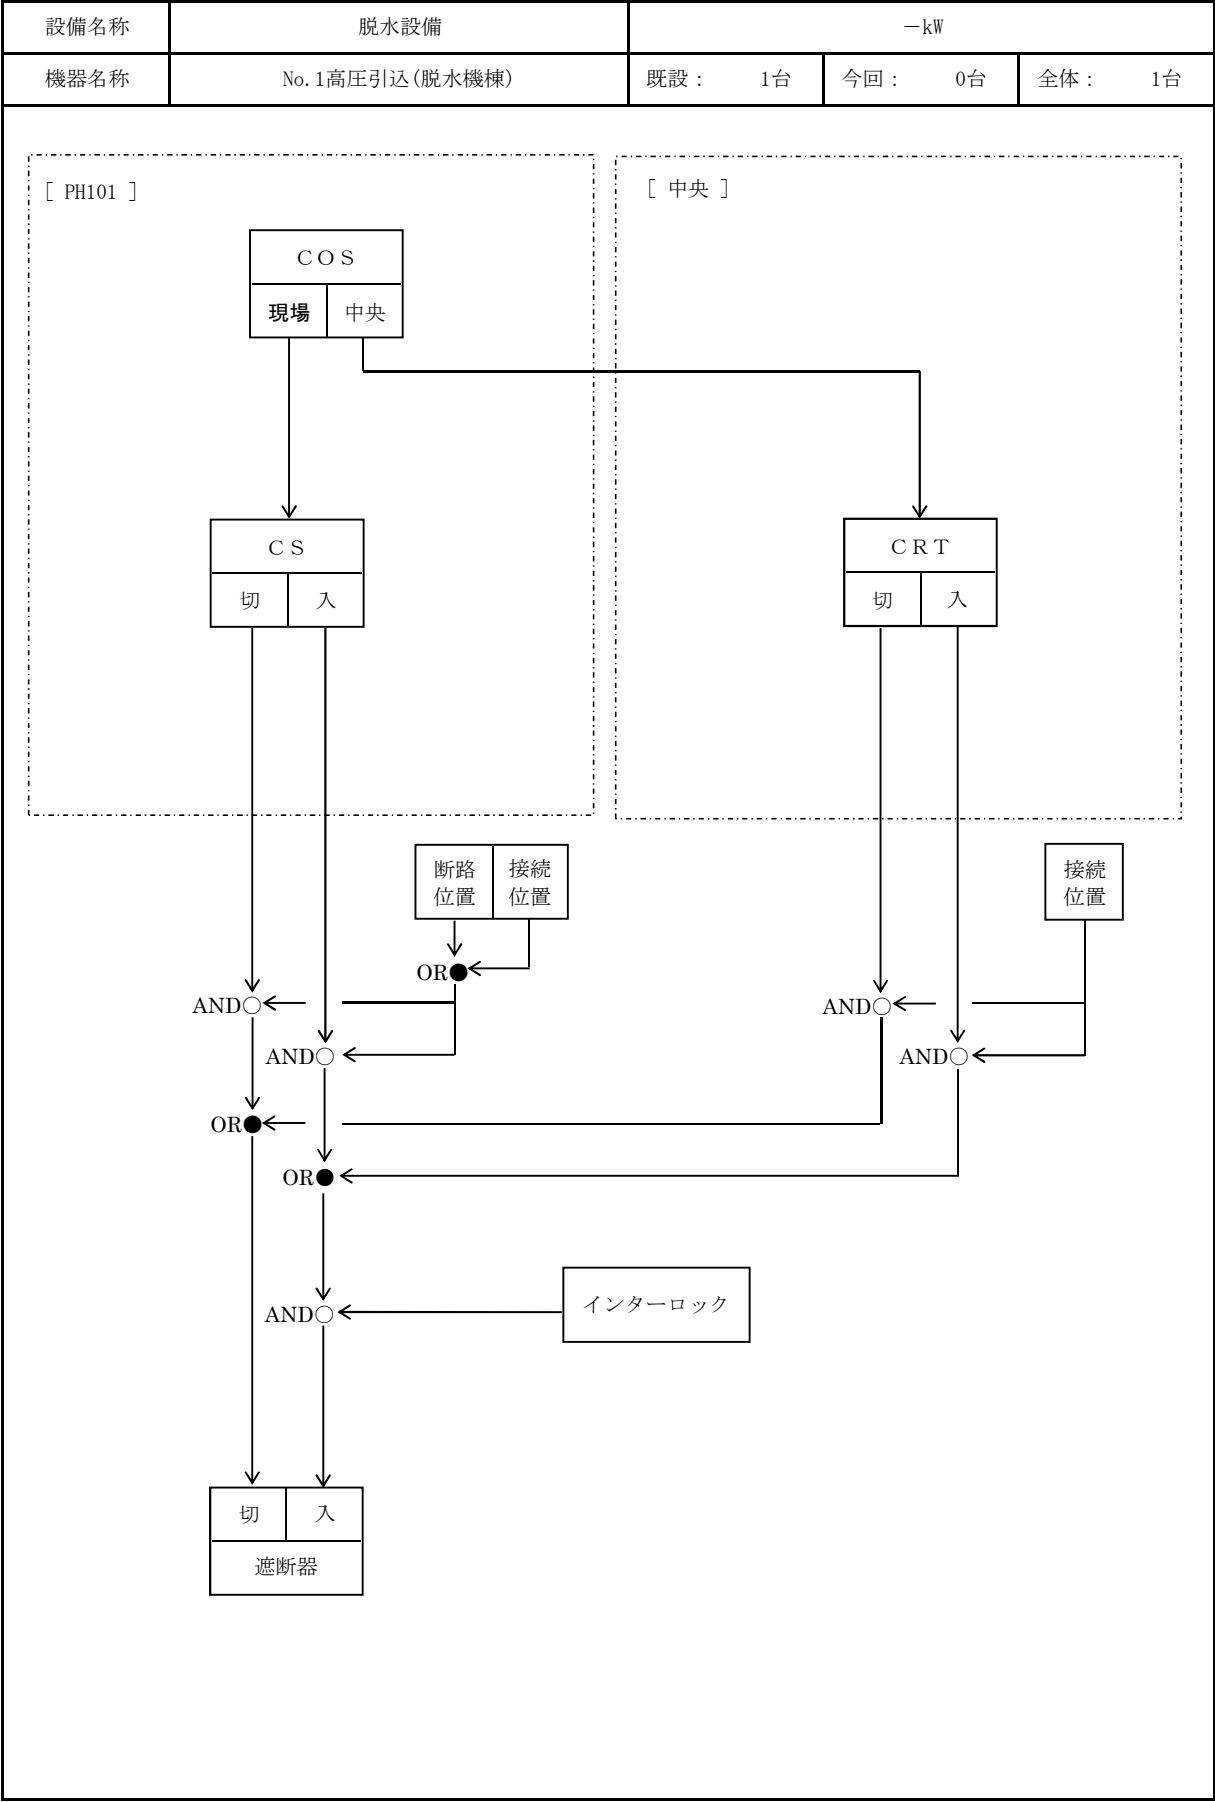 設備名称 脱水設備 －kW
機器名称 No.1高圧引込(脱水機棟) 既設： 1台 今回： 0台 全体： 1台
［ PH101 ］ ［ 中央 ］
ＣＯＳ
現場 中央
ＣＳ ＣＲＴ
切 入 切 入
断路 接続 接続
位置 位置 位置
OR●
AND○ AND○
AND○ AND○
OR●
OR●
AND○ インターロック
切 入
遮断器